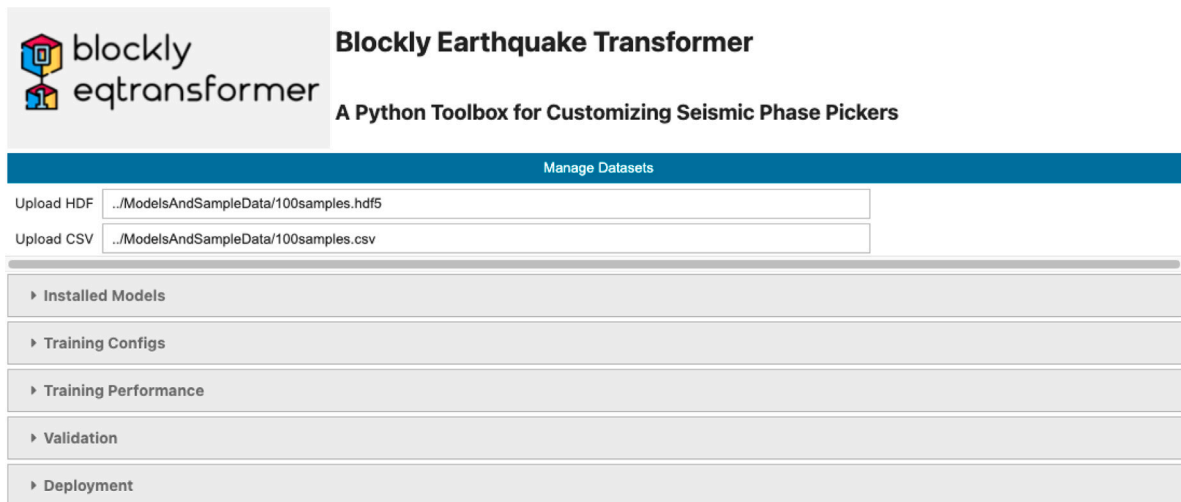 blockly
eqtransformer
Blockly Earthquake Transformer
A Python Toolbox for Customizing Seismic Phase Pickers
Manage Datasets
Upload HDF ../ModelsAndSampleData/100samples.hdf5
Upload CSV ../ModelsAndSampleData/100samples.csv
Installed Models
Training Configs
Training Performance
Validation
Deployment